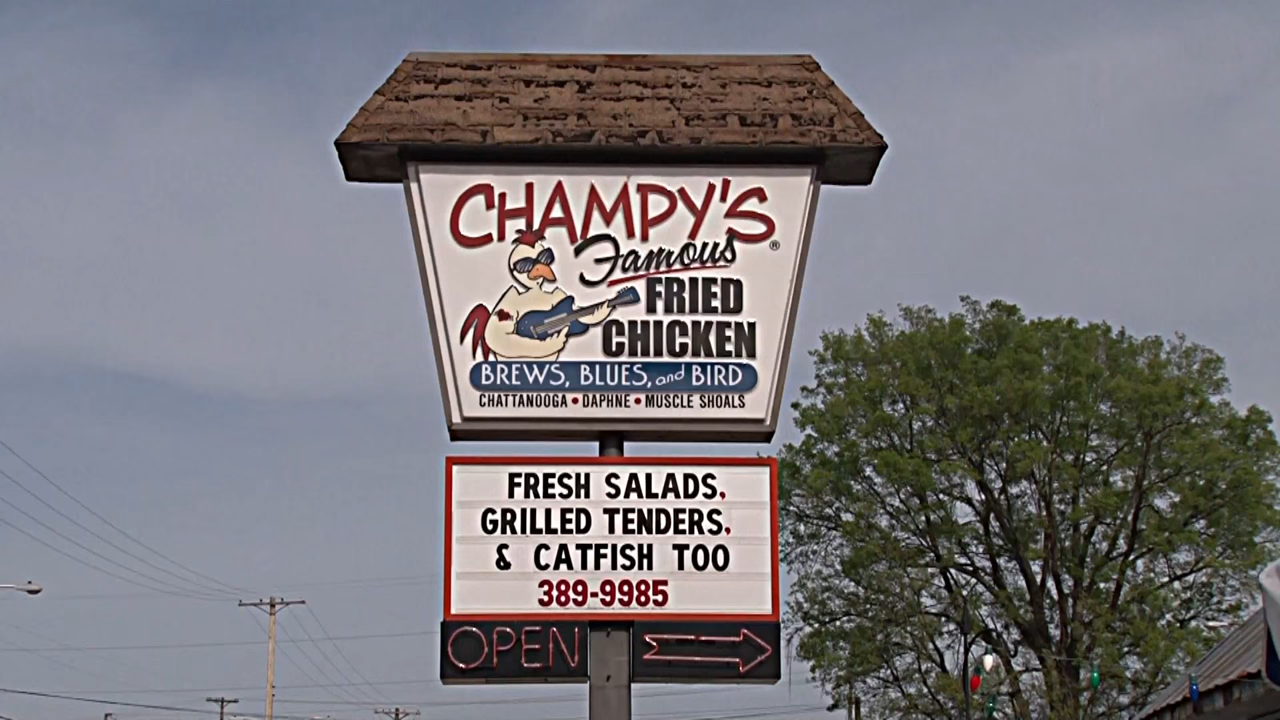 CHAMPY'S
Famous ®
FRIED
CHICKEN
BREWS, BLUES, and BIRD
CHATTANOOGA • DAPHNE • MUSCLE SHOALS
FRESH SALADS,
GRILLED TENDERS,
& CATFISH TOO
389-9985
OPEN